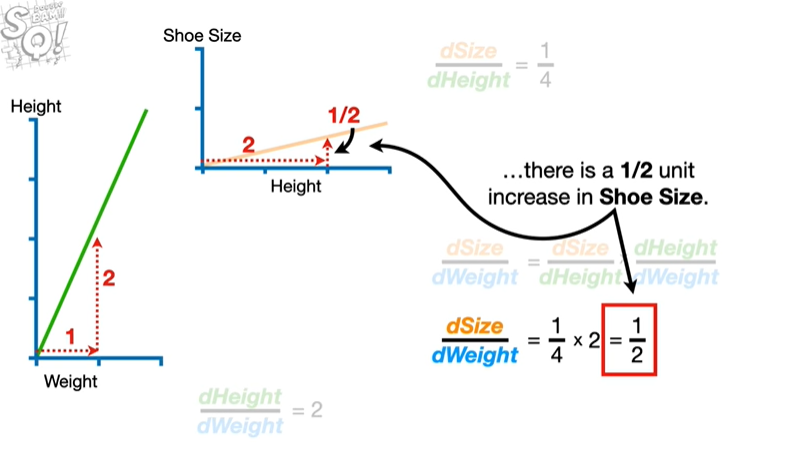 SQ!
Shoe Size
Height
1/2
2
Height
2
1
Weight
dSize/dHeight = 1/4
…there is a 1/2 unit
increase in Shoe Size.
dSize/dWeight = dSize/dHeight × dHeight/dWeight
dSize/dWeight = 1/4 x 2 = 1/2
dHeight/dWeight = 2